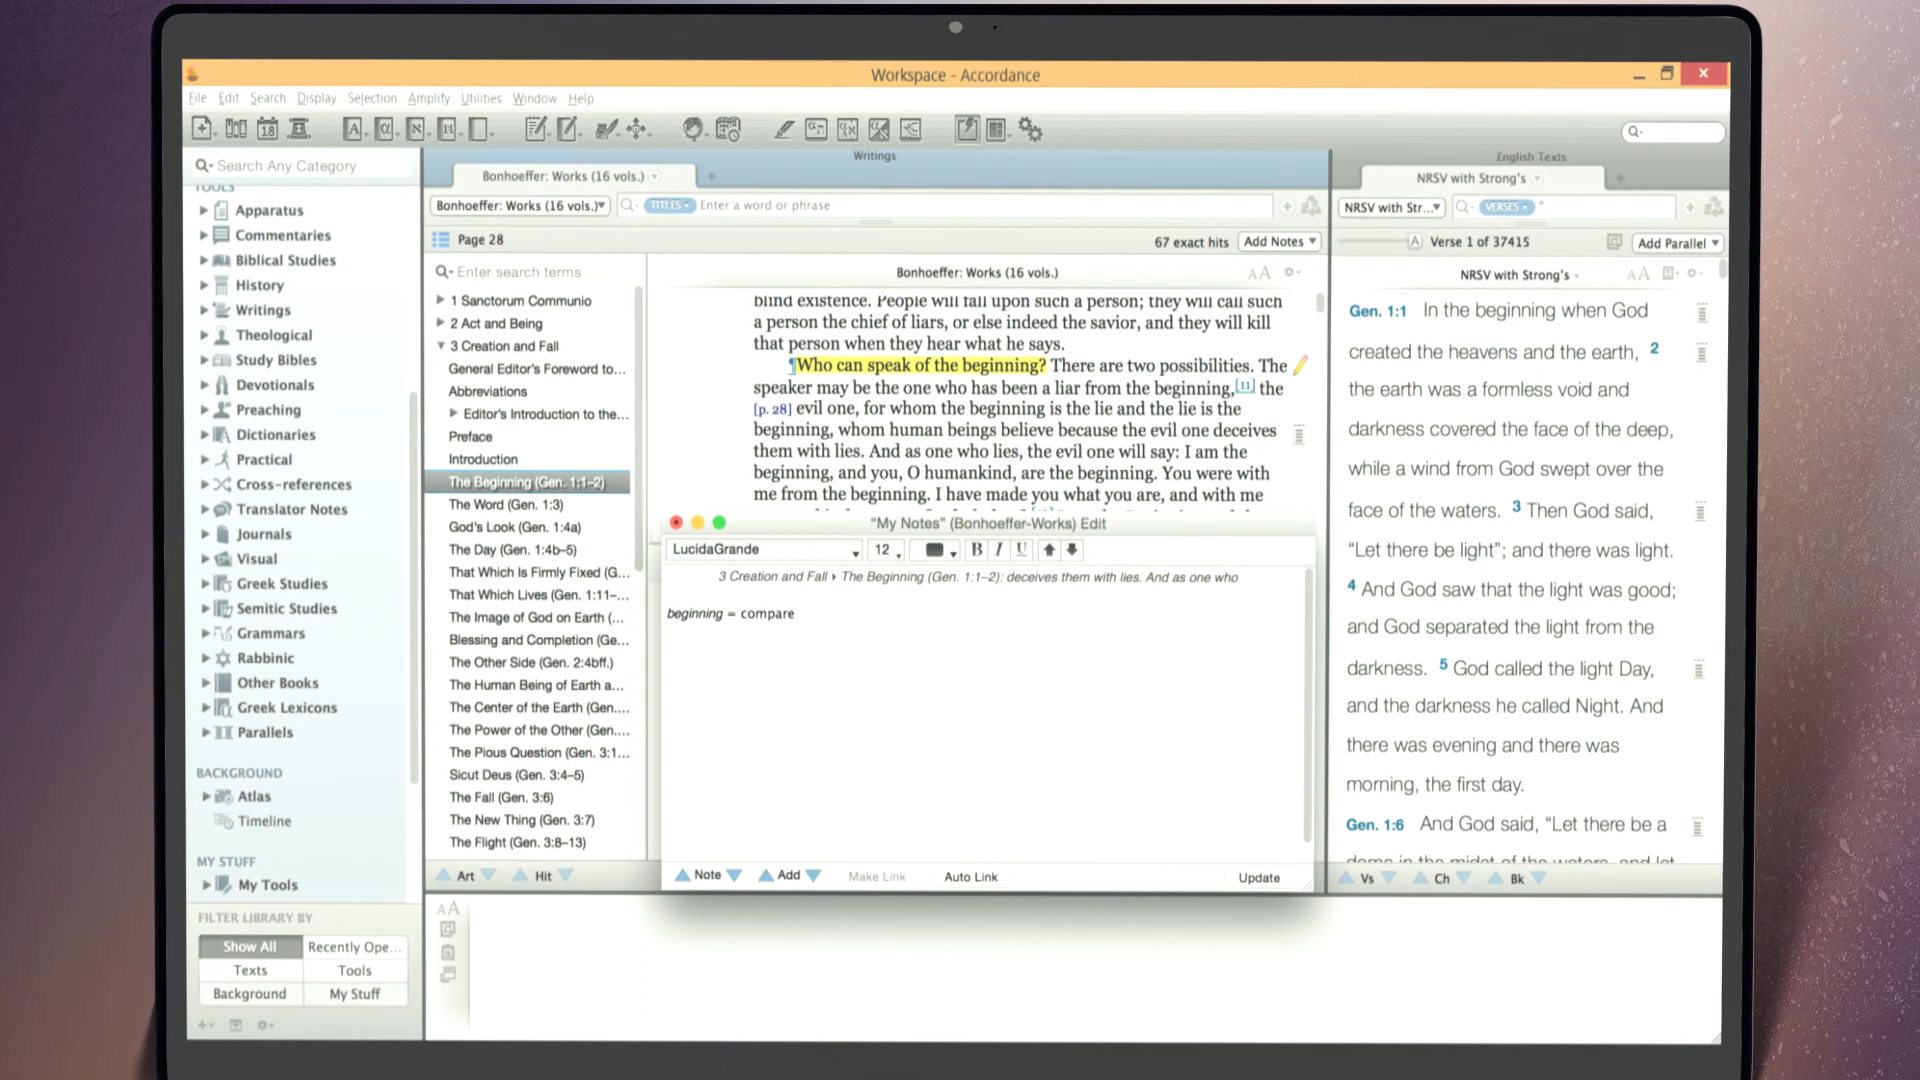 Workspace - Accordance
File Edit Search Display Selection Amplify Utilities Window Help
Search Any Category
TOOLS
Apparatus
Commentaries
Biblical Studies
History
Writings
Theological
Study Bibles
Devotionals
Preaching
Dictionaries
Practical
Cross-references
Translator Notes
Journals
Visual
Greek Studies
Semitic Studies
Grammars
Rabbinic
Other Books
Greek Lexicons
Parallels
BACKGROUND
Atlas
Timeline
MY STUFF
My Tools
FILTER LIBRARY BY
Show All Recently Ope...
Texts Tools
Background My Stuff
Writings
Bonhoeffer: Works (16 vols.)
Bonhoeffer: Works (16 vols.) TITLES Enter a word or phrase
Page 28 67 exact hits Add Notes
Enter search terms
1 Sanctorum Communio
2 Act and Being
3 Creation and Fall
General Editor's Foreword to...
Abbreviations
Editor's Introduction to the...
Preface
Introduction
The Beginning (Gen. 1:1–2)
The Word (Gen. 1:3)
God's Look (Gen. 1:4a)
The Day (Gen. 1:4b–5)
That Which Is Firmly Fixed (G...
That Which Lives (Gen. 1:11–...
The Image of God on Earth (...
Blessing and Completion (Ge...
The Other Side (Gen. 2:4bff.)
The Human Being of Earth a...
The Center of the Earth (Gen....
The Power of the Other (Gen....
The Pious Question (Gen. 3:1...
Sicut Deus (Gen. 3:4–5)
The Fall (Gen. 3:6)
The New Thing (Gen. 3:7)
The Flight (Gen. 3:8–13)
Art Hit
Bonhoeffer: Works (16 vols.) AA
blind existence. People will fall upon such a person; they will call such
a person the chief of liars, or else indeed the savior, and they will kill
that person when they hear what he says.
¶Who can speak of the beginning? There are two possibilities. The
speaker may be the one who has been a liar from the beginning,[11] the
[p. 28] evil one, for whom the beginning is the lie and the lie is the
beginning, whom human beings believe because the evil one deceives
them with lies. And as one who lies, the evil one will say: I am the
beginning, and you, O humankind, are the beginning. You were with
me from the beginning. I have made you what you are, and with me
"My Notes" (Bonhoeffer-Works) Edit
LucidaGrande 12 B I U
3 Creation and Fall ▸ The Beginning (Gen. 1:1–2): deceives them with lies. And as one who
beginning = compare
Note Add Make Link Auto Link Update
AA
English Texts
NRSV with Strong's
NRSV with Str... VERSES *
A Verse 1 of 37415 Add Parallel
NRSV with Strong's AA
Gen. 1:1 In the beginning when God
created the heavens and the earth, 2
the earth was a formless void and
darkness covered the face of the deep,
while a wind from God swept over the
face of the waters. 3 Then God said,
“Let there be light”; and there was light.
4 And God saw that the light was good;
and God separated the light from the
darkness. 5 God called the light Day,
and the darkness he called Night. And
there was evening and there was
morning, the first day.
Gen. 1:6 And God said, “Let there be a
dome in the midst of the waters, and let
Vs Ch Bk